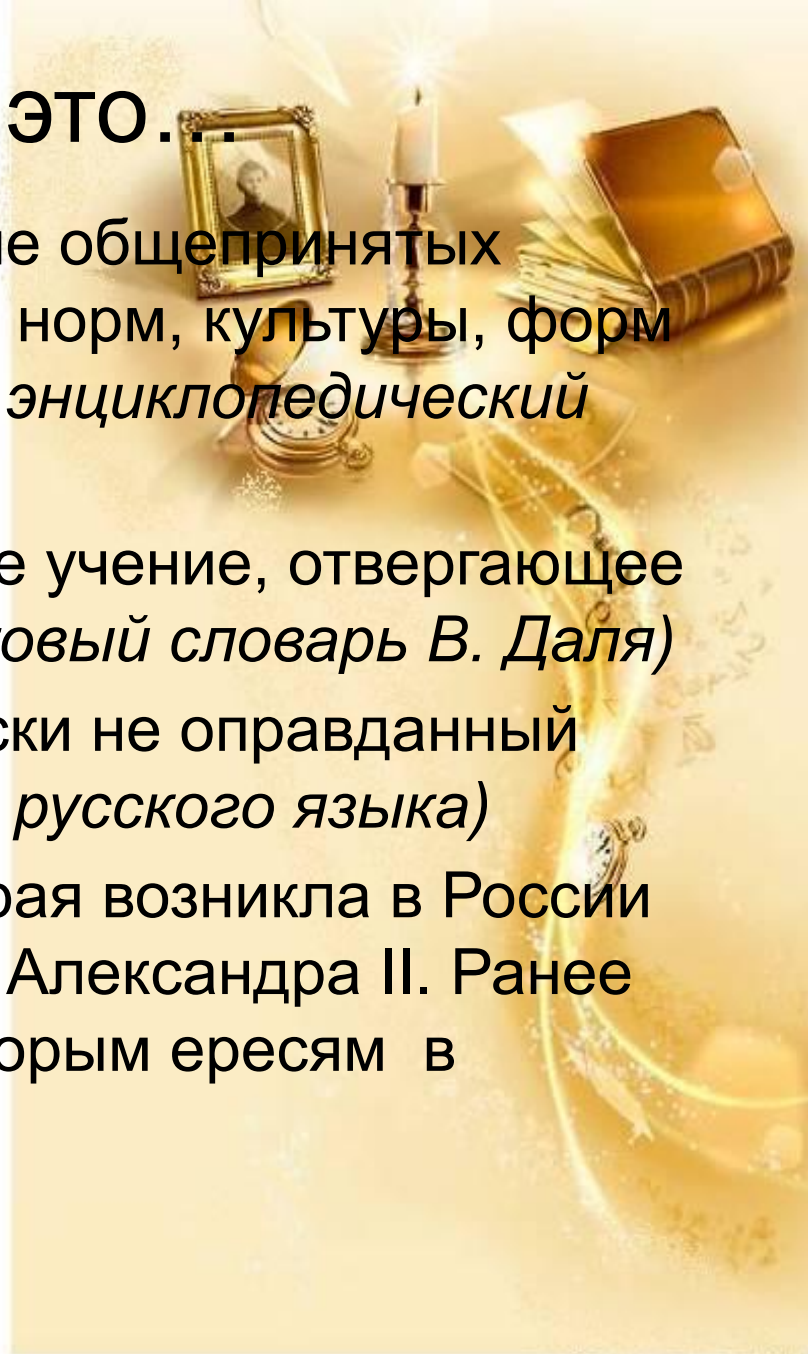 это…
ие общепринятых
норм, культуры, форм
энциклопедический
е учение, отвергающее
овый словарь В. Даля)
ски не оправданный
русского языка)
рая возникла в России
Александра II. Ранее
орым ересям в